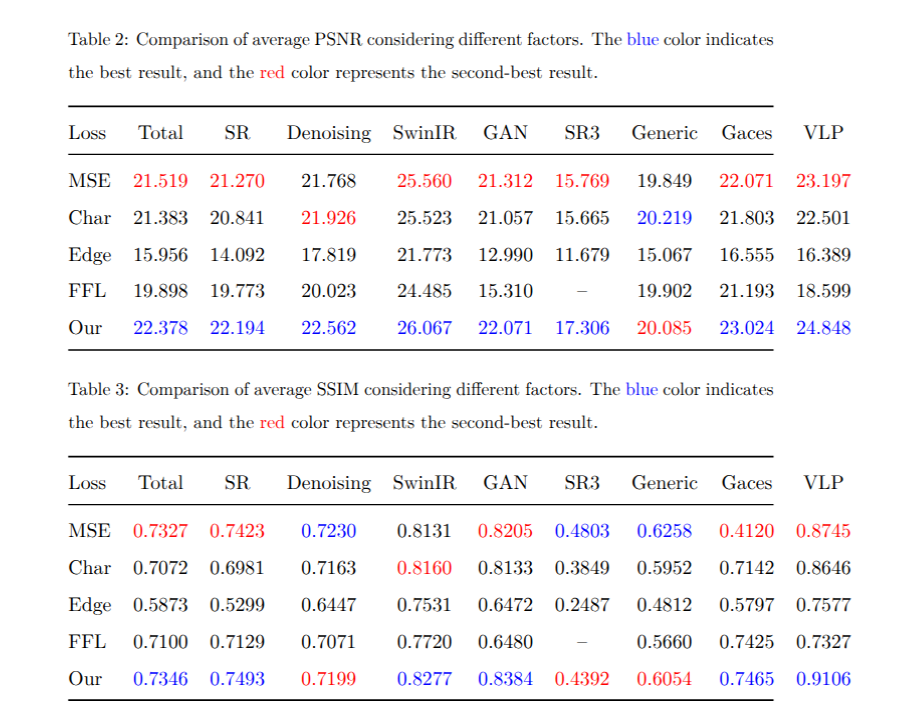 Table 2: Comparison of average PSNR considering different factors. The blue color indicates
the best result, and the red color represents the second-best result.
Loss Total SR Denoising SwinIR GAN SR3 Generic Gaces VLP
MSE 21.519 21.270 21.768 25.560 21.312 15.769 19.849 22.071 23.197
Char 21.383 20.841 21.926 25.523 21.057 15.665 20.219 21.803 22.501
Edge 15.956 14.092 17.819 21.773 12.990 11.679 15.067 16.555 16.389
FFL 19.898 19.773 20.023 24.485 15.310 – 19.902 21.193 18.599
Our 22.378 22.194 22.562 26.067 22.071 17.306 20.085 23.024 24.848
Table 3: Comparison of average SSIM considering different factors. The blue color indicates
the best result, and the red color represents the second-best result.
Loss Total SR Denoising SwinIR GAN SR3 Generic Gaces VLP
MSE 0.7327 0.7423 0.7230 0.8131 0.8205 0.4803 0.6258 0.4120 0.8745
Char 0.7072 0.6981 0.7163 0.8160 0.8133 0.3849 0.5952 0.7142 0.8646
Edge 0.5873 0.5299 0.6447 0.7531 0.6472 0.2487 0.4812 0.5797 0.7577
FFL 0.7100 0.7129 0.7071 0.7720 0.6480 – 0.5660 0.7425 0.7327
Our 0.7346 0.7493 0.7199 0.8277 0.8384 0.4392 0.6054 0.7465 0.9106